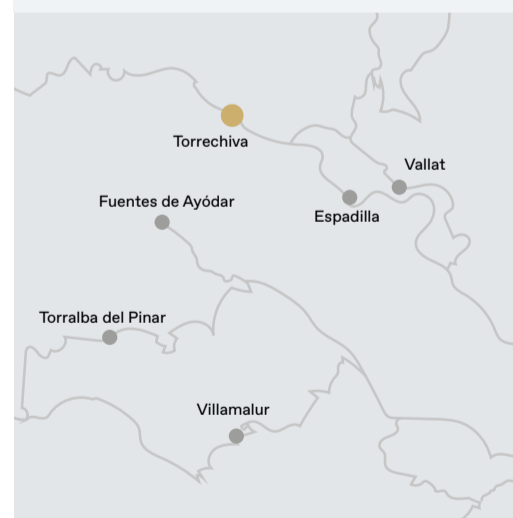 Torrechiva
Vallat
Fuentes de Ayódar
Espadilla
Torralba del Pinar
Villamalur